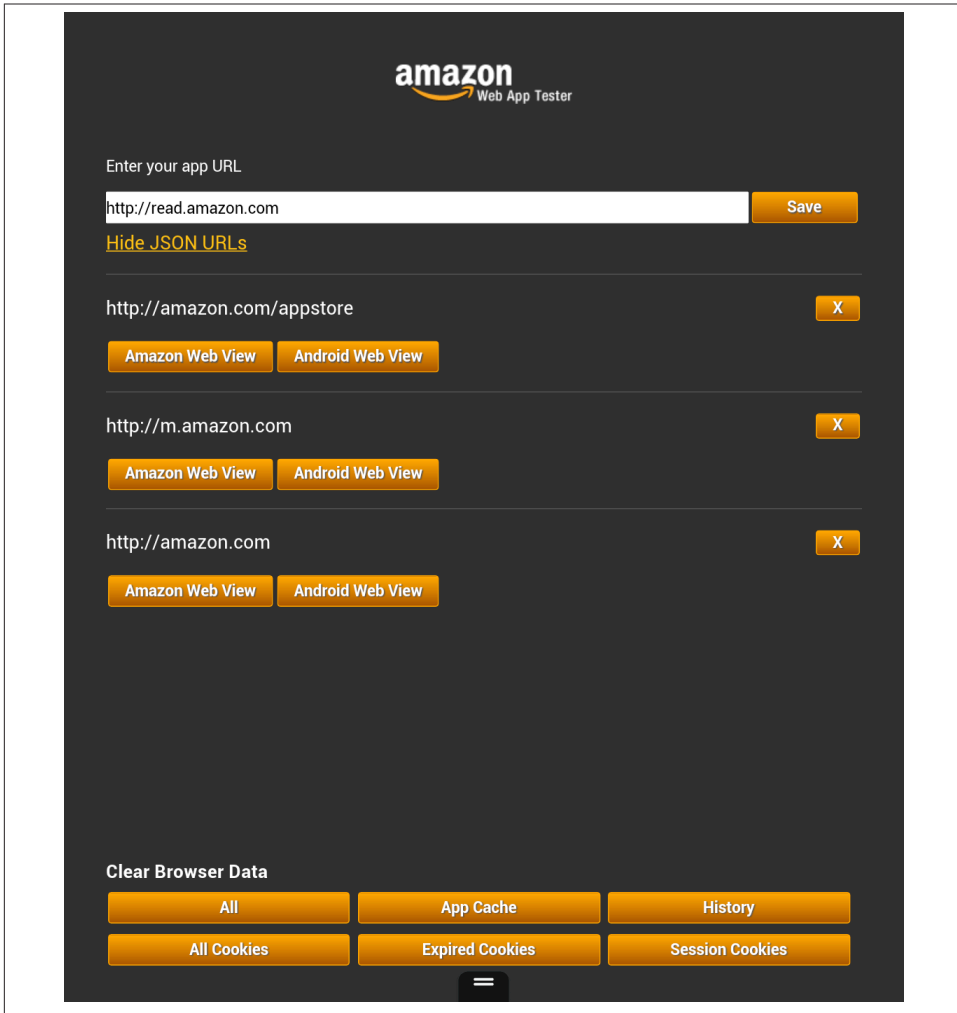 amazon
Web App Tester
Enter your app URL
http://read.amazon.com Save
Hide JSON URLs
http://amazon.com/appstore X
Amazon Web View Android Web View
http://m.amazon.com X
Amazon Web View Android Web View
http://amazon.com X
Amazon Web View Android Web View
Clear Browser Data
All App Cache History
All Cookies Expired Cookies Session Cookies